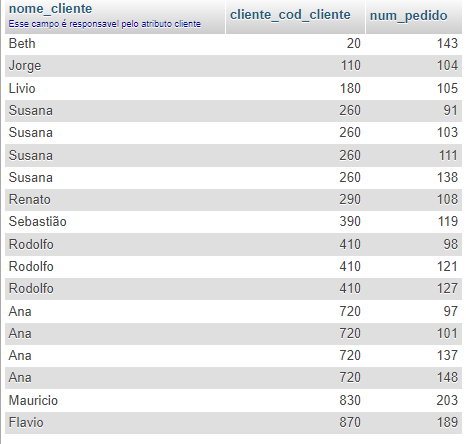 nome_cliente cliente_cod_cliente num_pedido
Esse campo é responsavel pelo atributo cliente
Beth 20 143
Jorge 110 104
Livio 180 105
Susana 260 91
Susana 260 103
Susana 260 111
Susana 260 138
Renato 290 108
Sebastião 390 119
Rodolfo 410 98
Rodolfo 410 121
Rodolfo 410 127
Ana 720 97
Ana 720 101
Ana 720 137
Ana 720 148
Mauricio 830 203
Flavio 870 189